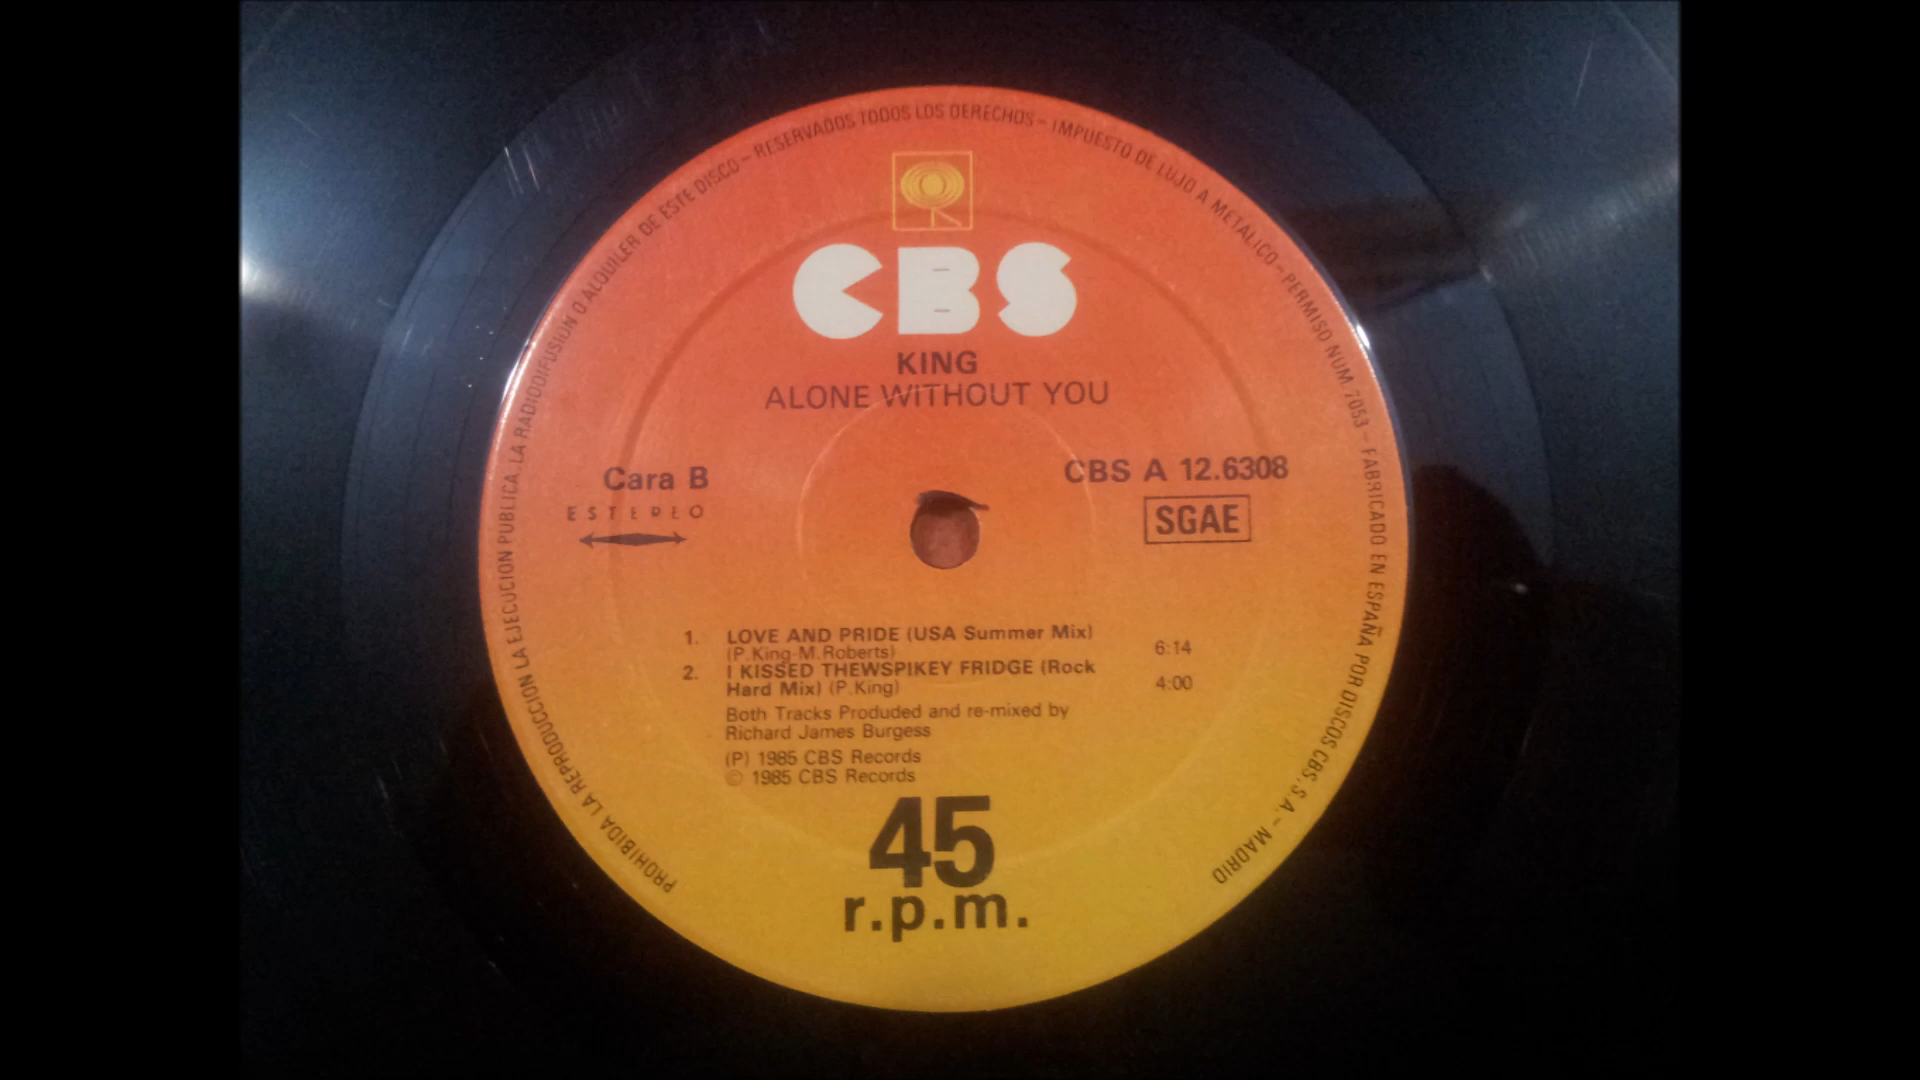 PROHIBIDA LA REPRODUCCION LA EJECUCION PUBLICA, LA RADIODIFUSION O ALQUILER DE ESTE DISCO - RESERVADOS TODOS LOS DERECHOS - IMPUESTO DE LUJO A METALICO - PERMISO NUM. 7053 - FABRICADO EN ESPAÑA POR DISCOS CBS, S.A. - MADRID
CBS
KING
ALONE WITHOUT YOU
Cara B
CBS A 12.6308
ESTEREO
SGAE
1. LOVE AND PRIDE (USA Summer Mix)
(P.King-M.Roberts) 6:14
2. I KISSED THEWSPIKEY FRIDGE (Rock
Hard Mix) (P.King) 4:00
Both Tracks Produded and re-mixed by
Richard James Burgess
(P) 1985 CBS Records
© 1985 CBS Records
45
r.p.m.